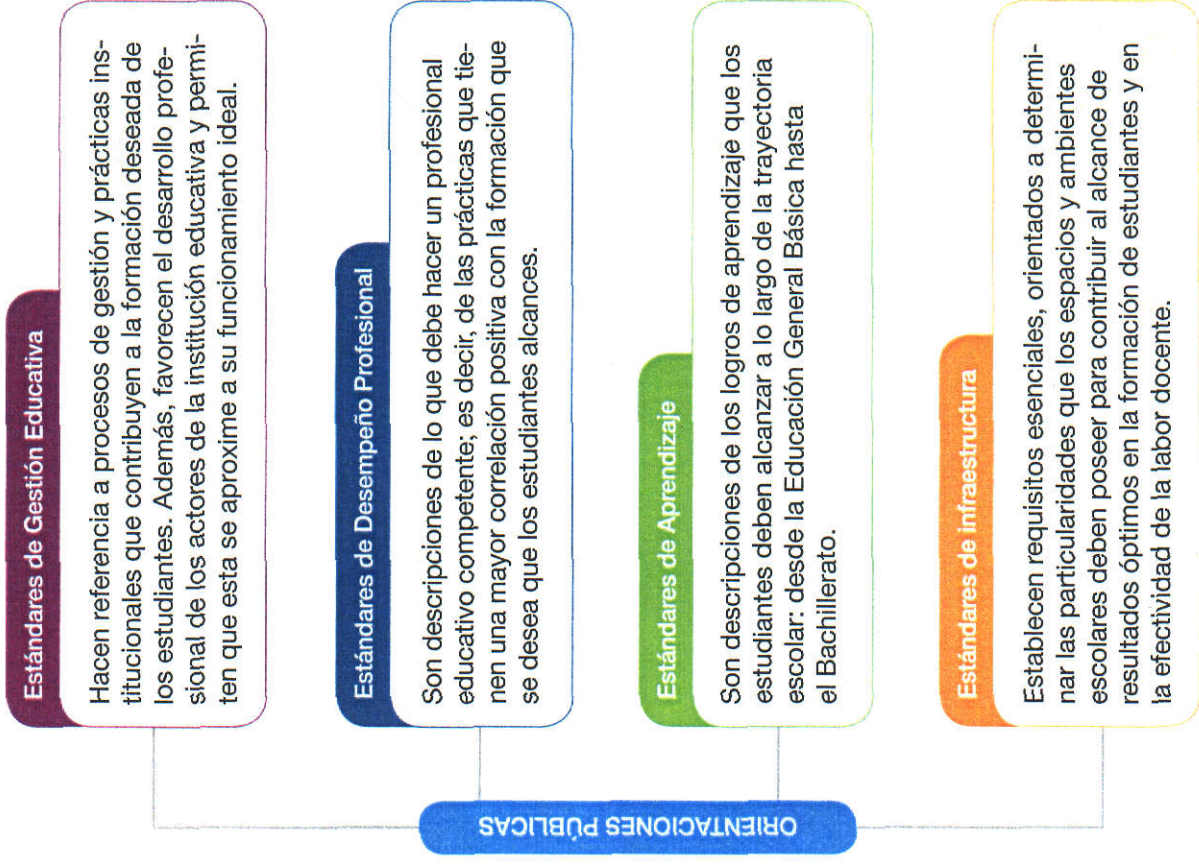 ORIENTACIONES PÚBLICAS
Estándares de Gestión Educativa
Hacen referencia a procesos de gestión y prácticas ins-
titucionales que contribuyen a la formación deseada de
los estudiantes. Además, favorecen el desarrollo profe-
sional de los actores de la institución educativa y permi-
ten que esta se aproxime a su funcionamiento ideal.
Estándares de Desempeño Profesional
Son descripciones de lo que debe hacer un profesional
educativo competente; es decir, de las prácticas que tie-
nen una mayor correlación positiva con la formación que
se desea que los estudiantes alcances.
Estándares de Aprendizaje
Son descripciones de los logros de aprendizaje que los
estudiantes deben alcanzar a lo largo de la trayectoria
escolar: desde la Educación General Básica hasta
el Bachillerato.
Estándares de infraestructura
Establecen requisitos esenciales, orientados a determi-
nar las particularidades que los espacios y ambientes
escolares deben poseer para contribuir al alcance de
resultados óptimos en la formación de estudiantes y en
la efectividad de la labor docente.